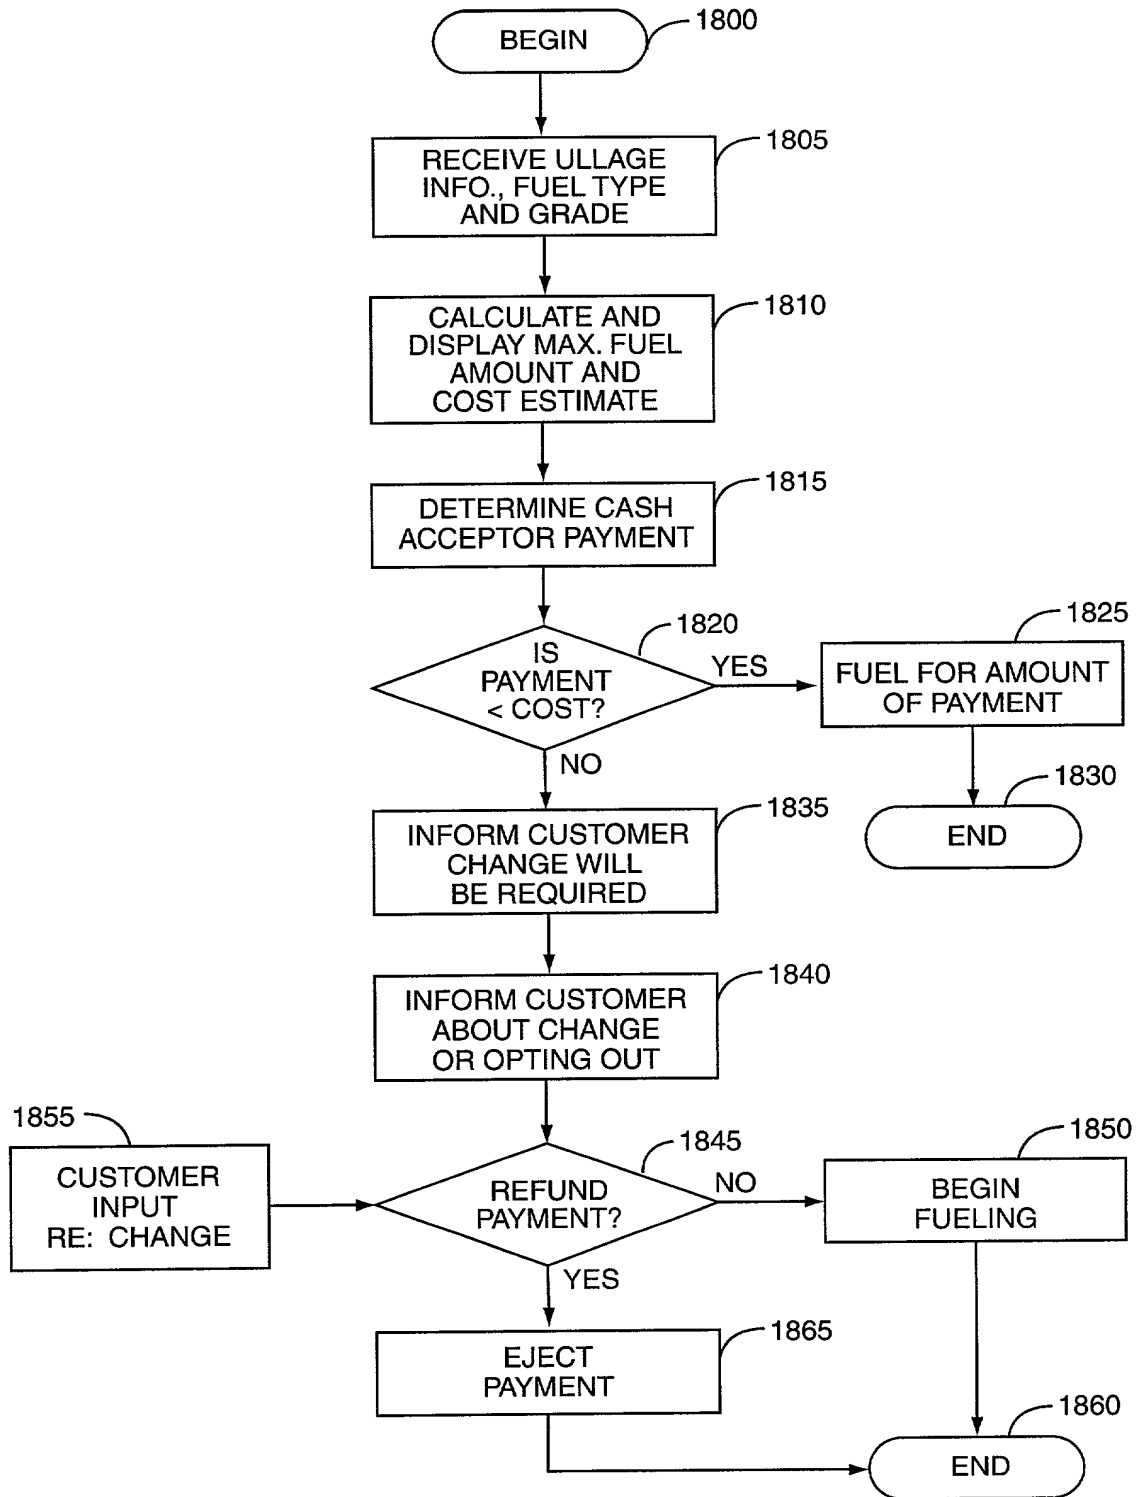 1800
BEGIN
1805
RECEIVE ULLAGE
INFO., FUEL TYPE
AND GRADE
1810
CALCULATE AND
DISPLAY MAX. FUEL
AMOUNT AND
COST ESTIMATE
1815
DETERMINE CASH
ACCEPTOR PAYMENT
1820
IS
PAYMENT
< COST?
YES
1825
FUEL FOR AMOUNT
OF PAYMENT
NO
1830
END
1835
INFORM CUSTOMER
CHANGE WILL
BE REQUIRED
1840
INFORM CUSTOMER
ABOUT CHANGE
OR OPTING OUT
1855
CUSTOMER
INPUT
RE: CHANGE
1845
REFUND
PAYMENT?
NO
1850
BEGIN
FUELING
YES
1865
EJECT
PAYMENT
1860
END